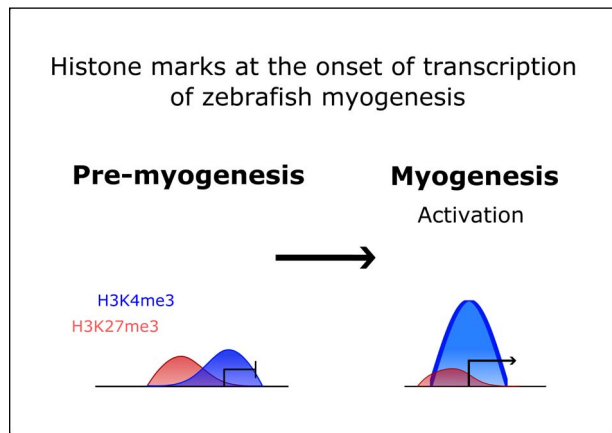 Histone marks at the onset of transcription
of zebrafish myogenesis
Pre-myogenesis
Myogenesis
Activation
H3K4me3
H3K27me3